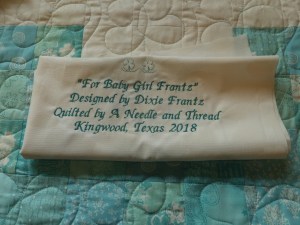 "For Baby Girl Frantz"
Designed by Dixie Frantz
Quilted by A Needle and Thread
Kingwood, Texas 2018